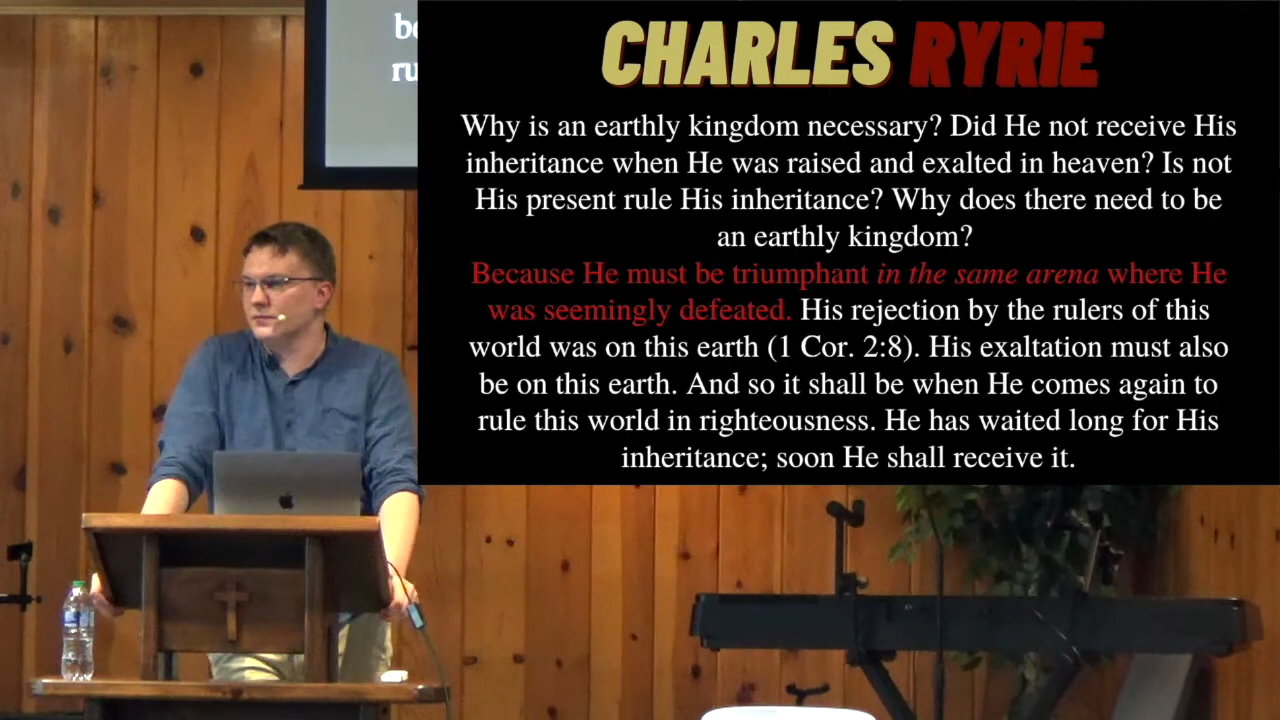 be
ru
CHARLES RYRIE
Why is an earthly kingdom necessary? Did He not receive His
inheritance when He was raised and exalted in heaven? Is not
His present rule His inheritance? Why does there need to be
an earthly kingdom?
Because He must be triumphant in the same arena where He
was seemingly defeated. His rejection by the rulers of this
world was on this earth (1 Cor. 2:8). His exaltation must also
be on this earth. And so it shall be when He comes again to
rule this world in righteousness. He has waited long for His
inheritance; soon He shall receive it.